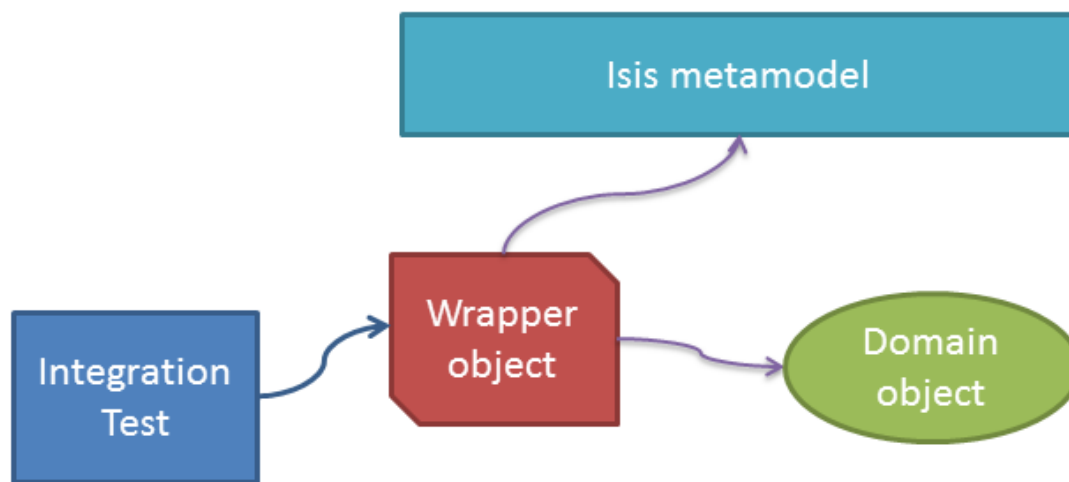 Isis metamodel
Wrapper
object
Integration
Test
Domain
object